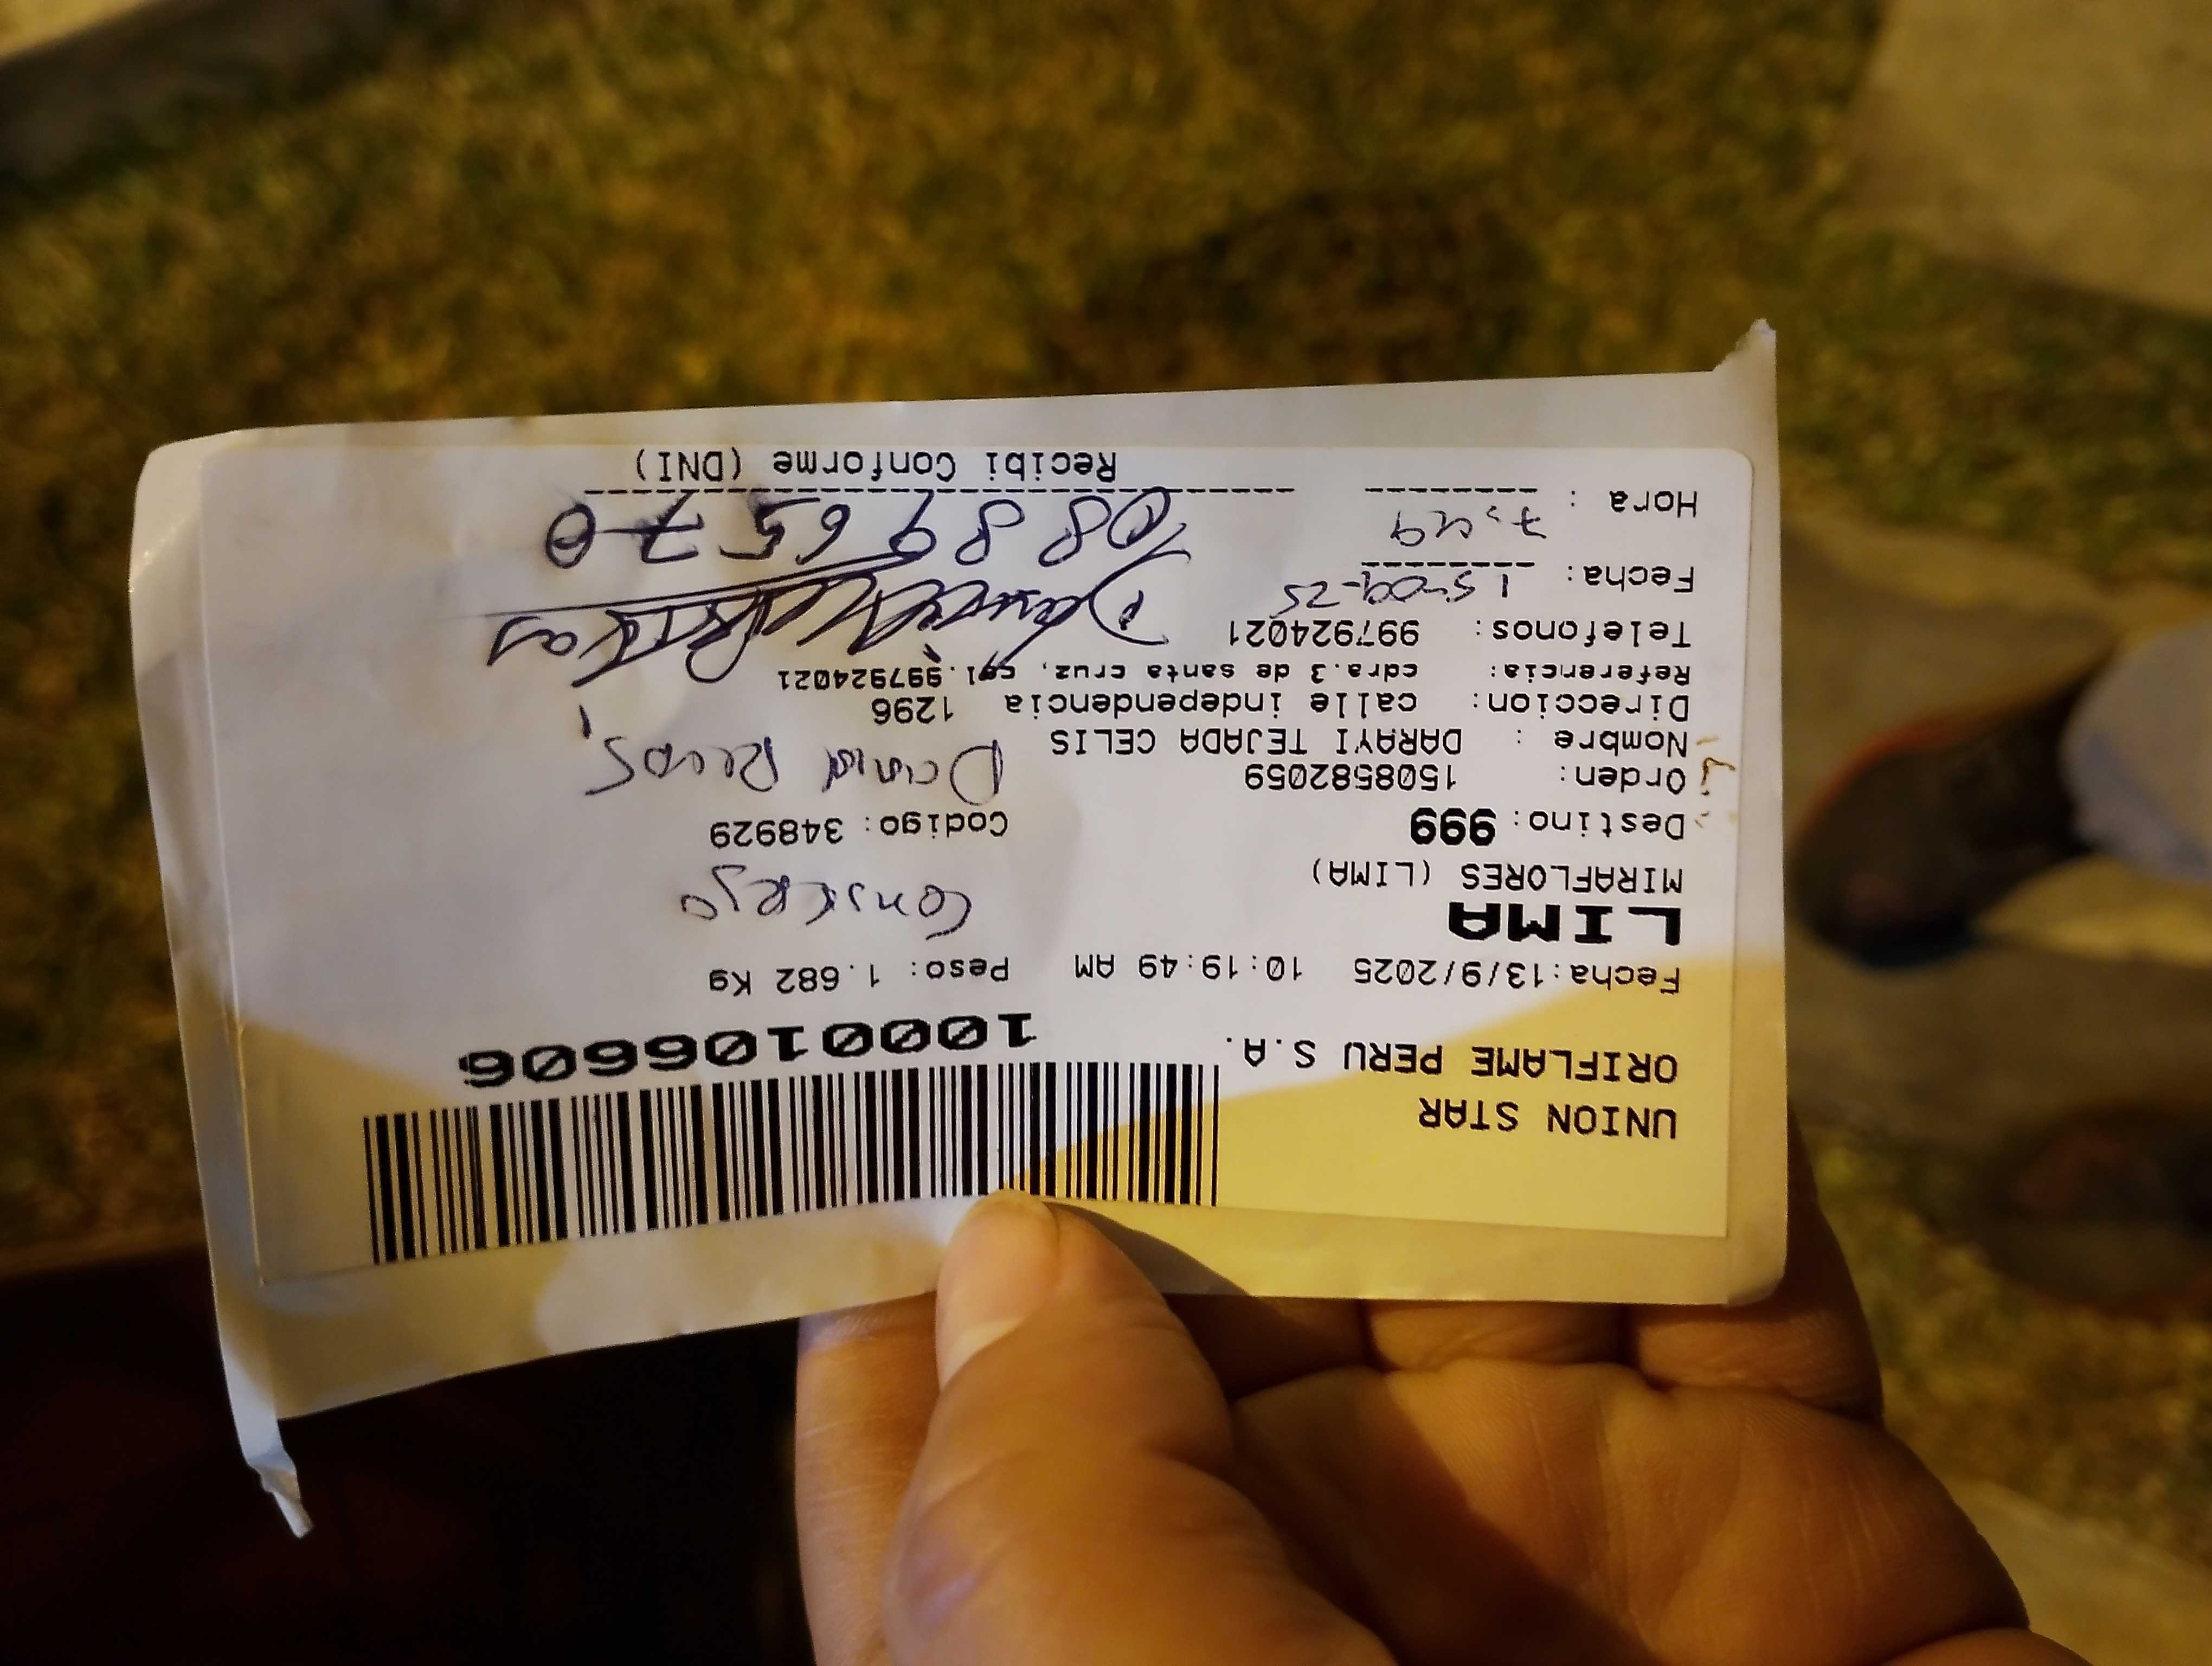 UNION STAR
ORIFLAME PERU S.A.
1000106606
Fecha:13/9/2025 10:19:49 AM Peso: 1.682 Kg
LIMA
MIRAFLORES (LIMA)
Conserje
Destino: 999 Codigo: 348929
Orden: 1508582059
Nombre : DARAYI TEJADA CELIS
Direccion: calle independencia 1296
Referencia: cdra.3 de santa cruz, cel.997924021
Telefonos: 997924021
Fecha: 15-09-25
Hora : 7:49
Recibi Conforme (DNI)